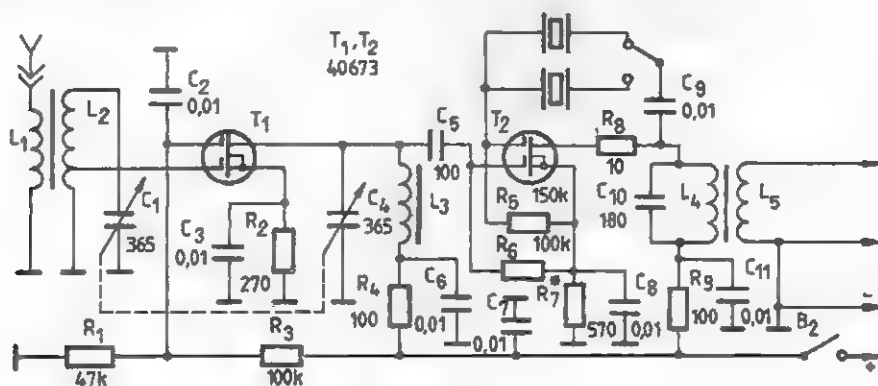 T₁, T₂
40673
C₂
0,01
L₁
L₂
T₁
C₅
100
T₂
C₉
0,01
R₈
10
150k
C₁
365
C₃
0,01
R₂
270
C₄
365
L₃
R₅
100k
R₆
C₁₀
180
L₄
L₅
R₄
100
C₆
0,01
C₇
0,01
R₇*
570
C₈
0,01
R₉
100
C₁₁
0,01
-
B₂
+
R₁
47k
R₃
100k